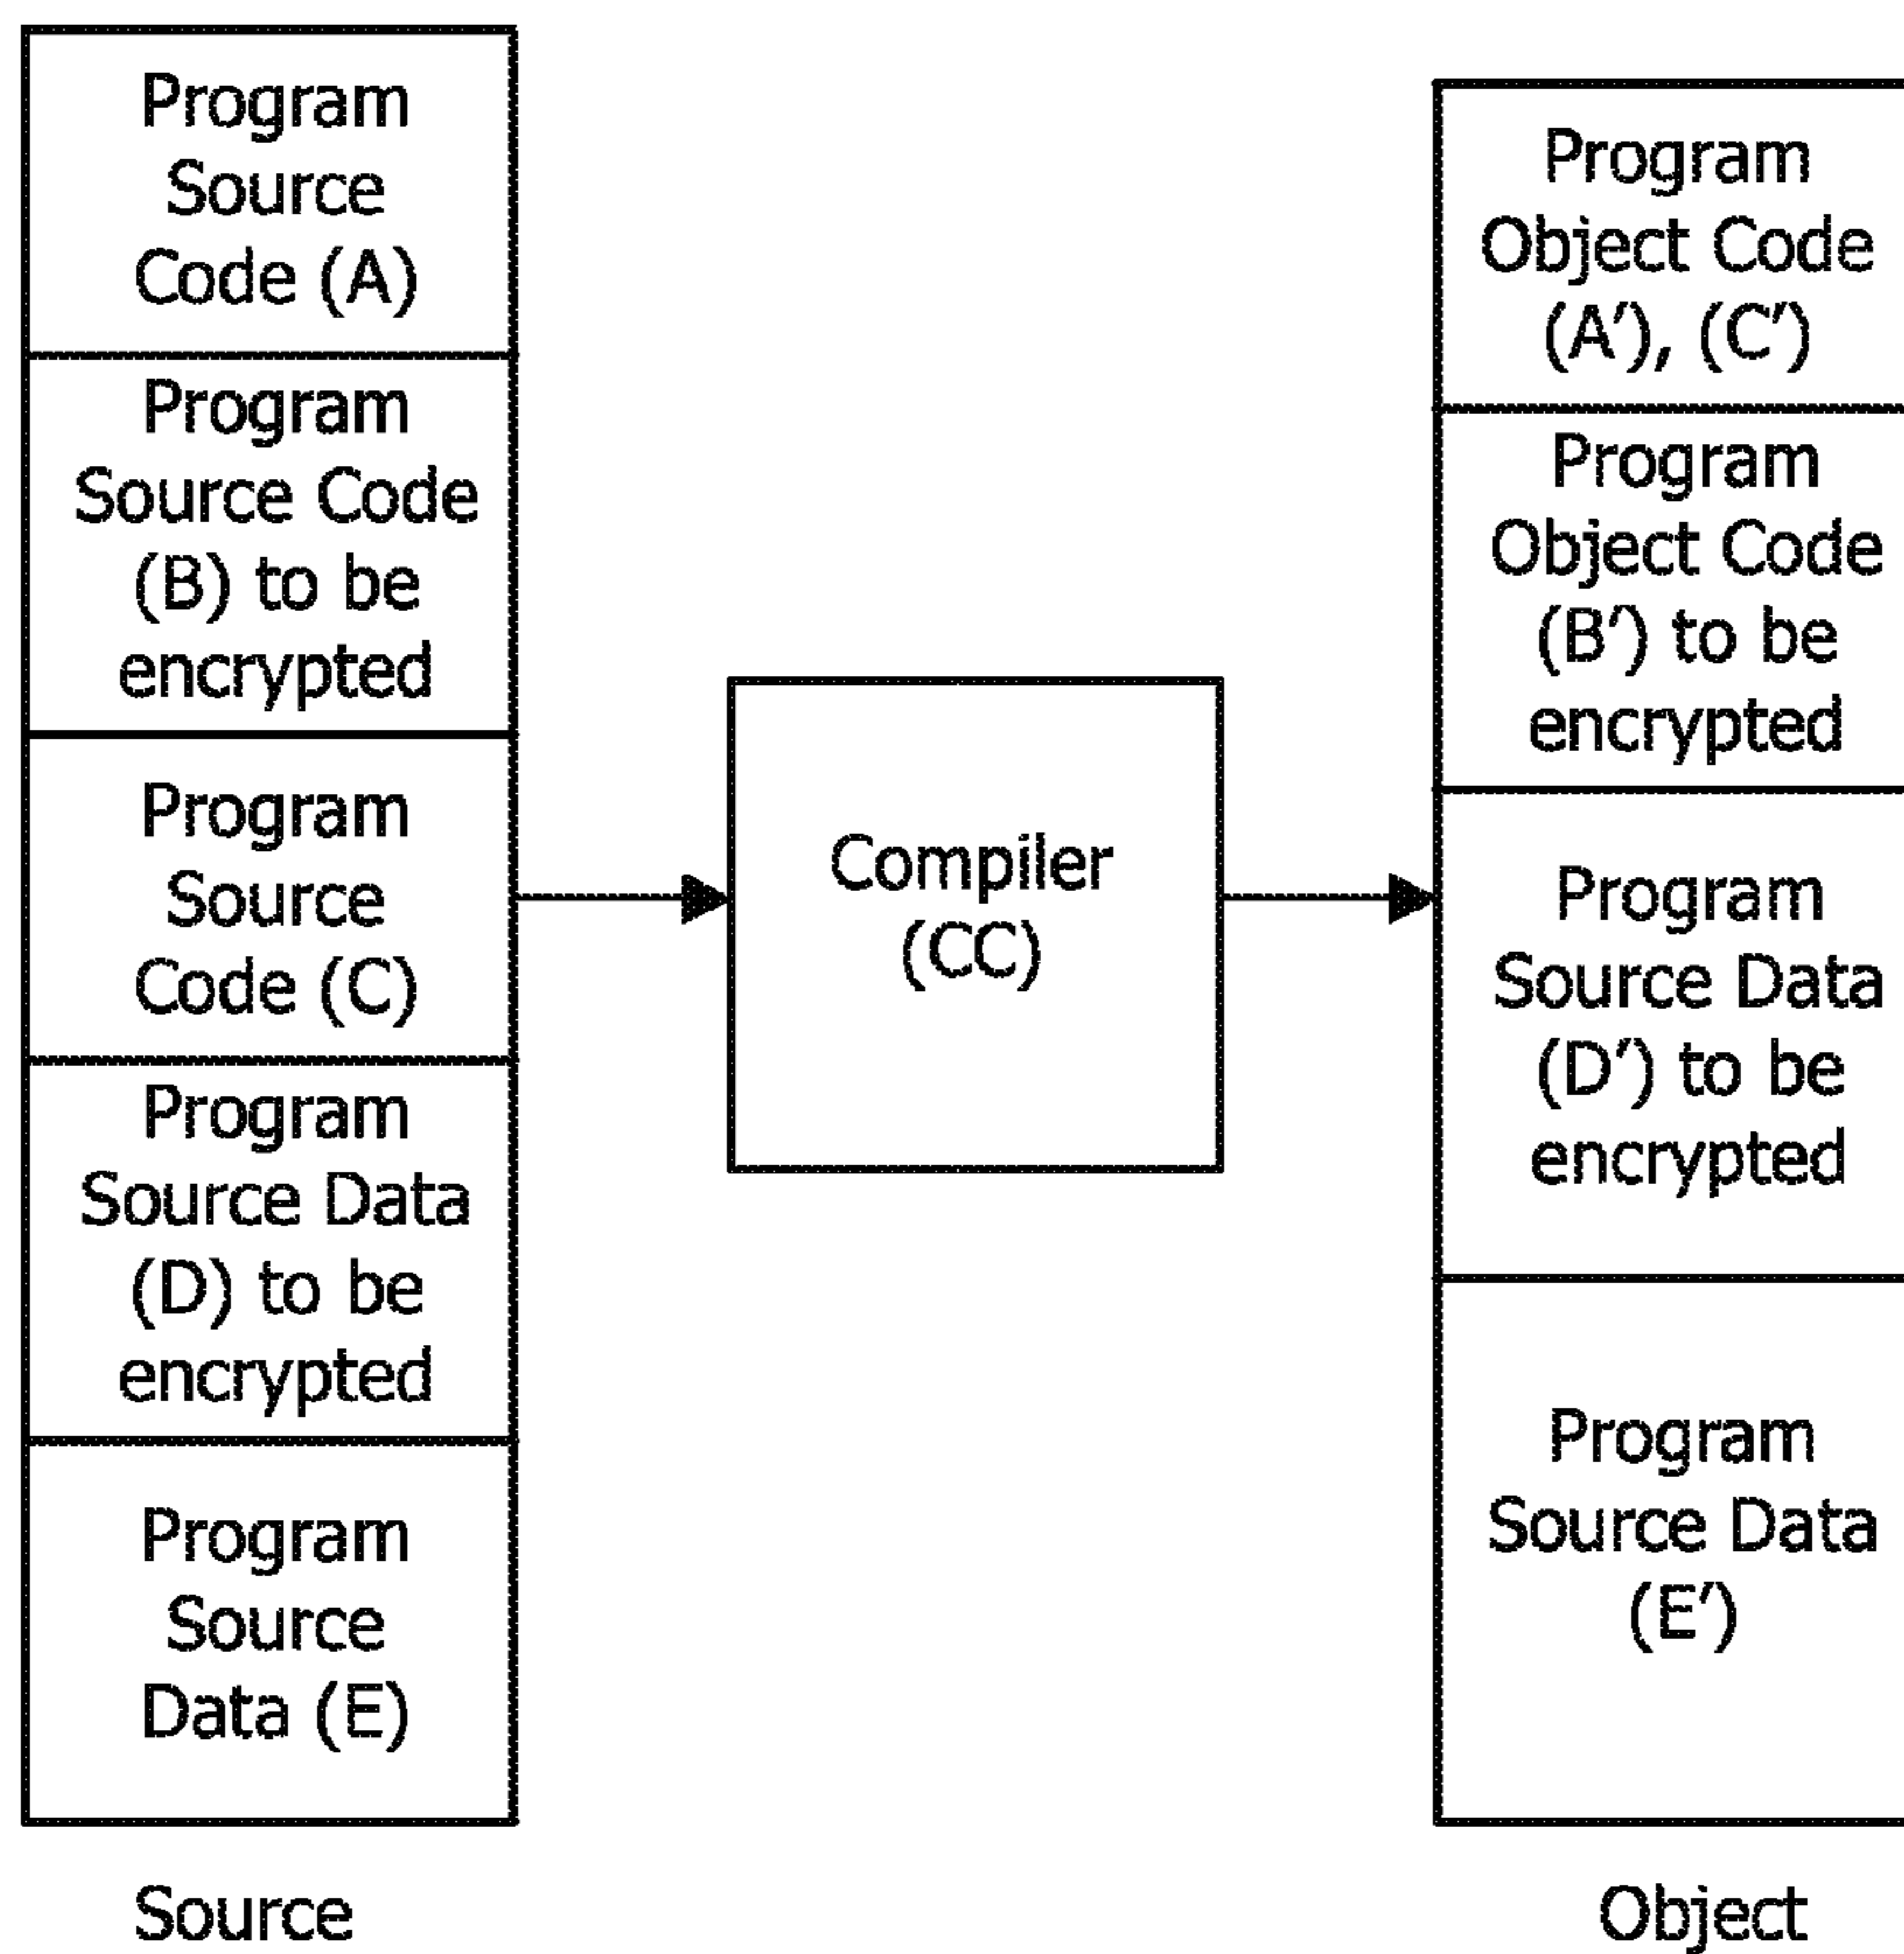 Program
Source
Code (A)
Program
Source Code
(B) to be
encrypted
Program
Source
Code (C)
Program
Source Data
(D) to be
encrypted
Program
Source
Data (E)
Source
Compiler
(CC)
Program
Object Code
(A′), (C′)
Program
Object Code
(B′) to be
encrypted
Program
Source Data
(D′) to be
encrypted
Program
Source Data
(E′)
Object